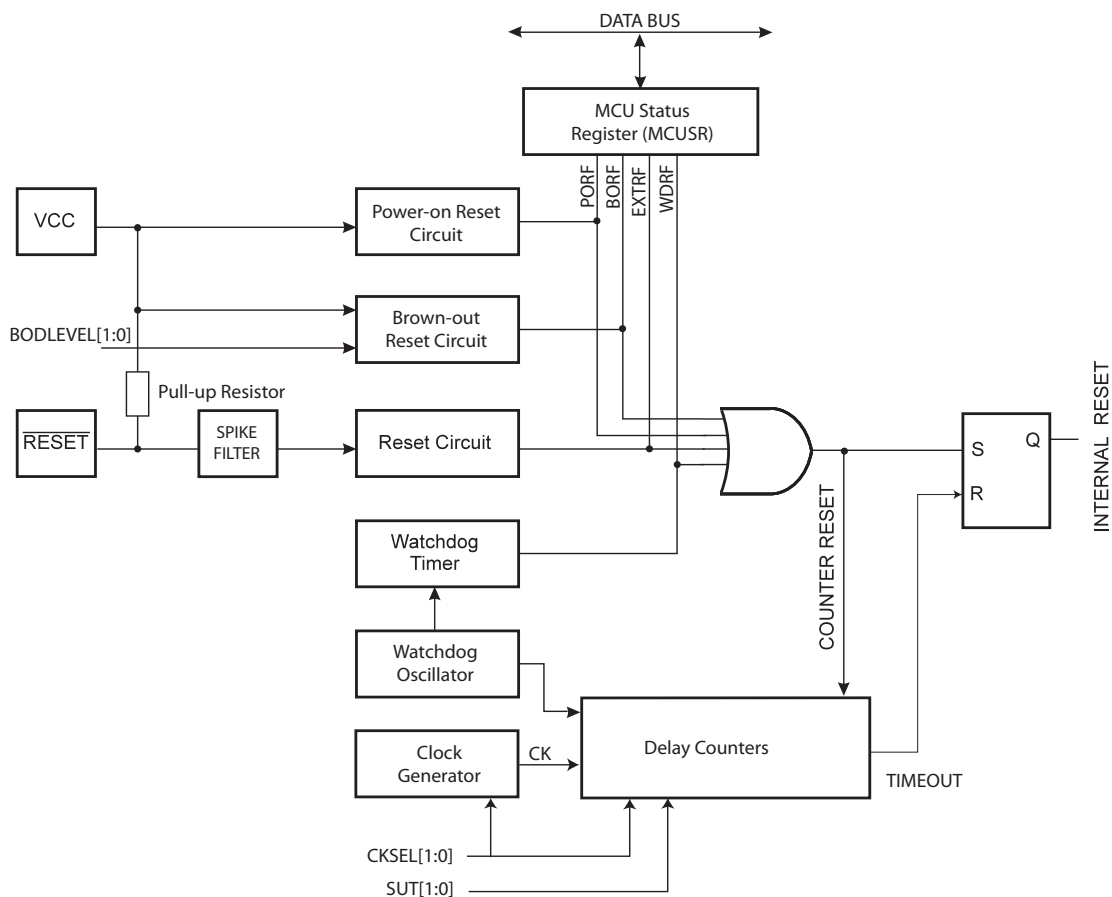 DATA BUS
MCU Status
Register (MCUSR)
PORF
BORF
EXTRF
WDRF
VCC
Power-on Reset
Circuit
Brown-out
Reset Circuit
BODLEVEL[1:0]
Pull-up Resistor
RESET
SPIKE
FILTER
Reset Circuit
S
Q
R
INTERNAL RESET
Watchdog
Timer
COUNTER RESET
Watchdog
Oscillator
Clock
Generator
CK
Delay Counters
TIMEOUT
CKSEL[1:0]
SUT[1:0]